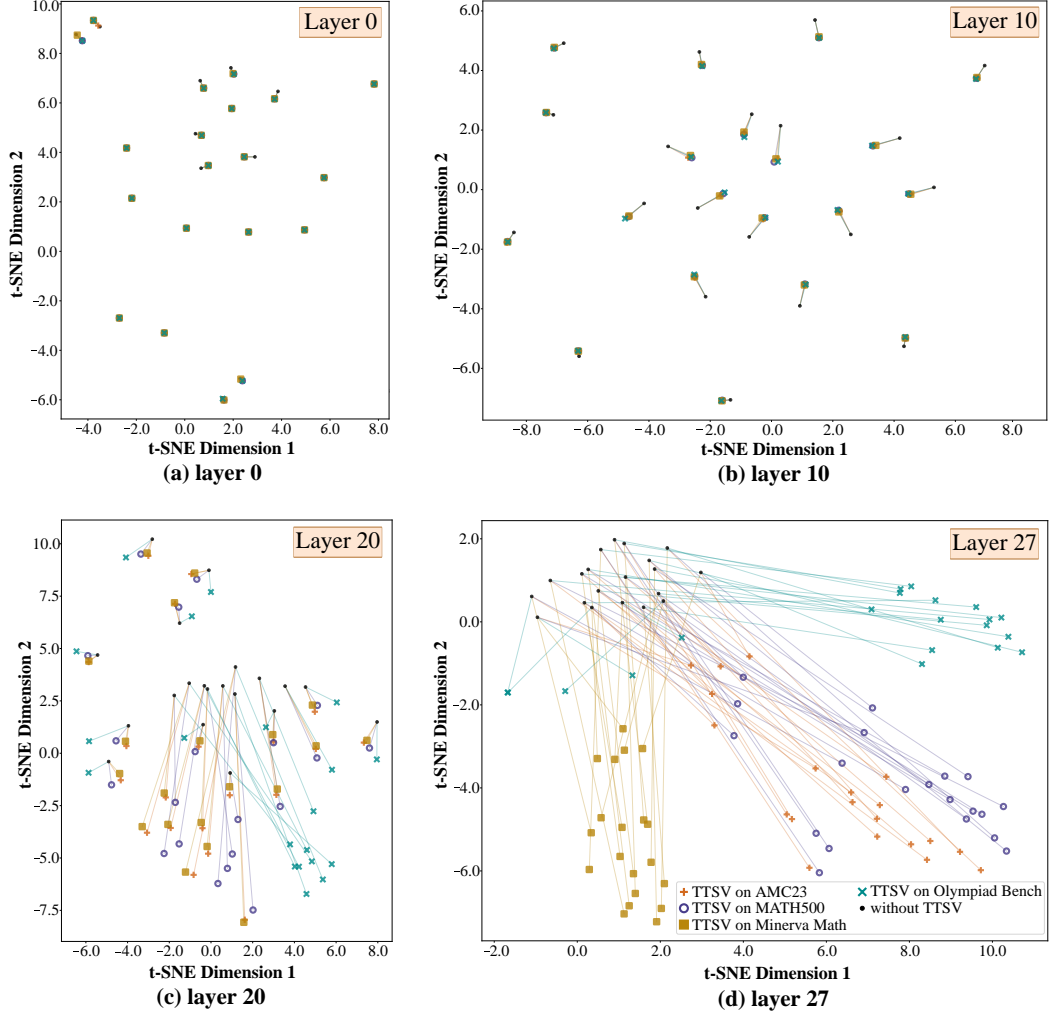 Layer 0
10.0
8.0
6.0
4.0
2.0
0.0
−2.0
−4.0
−6.0
t-SNE Dimension 2
−4.0 −2.0 0.0 2.0 4.0 6.0 8.0
t-SNE Dimension 1
(a) layer 0
Layer 10
6.0
4.0
2.0
0.0
−2.0
−4.0
−6.0
t-SNE Dimension 2
−8.0 −6.0 −4.0 −2.0 0.0 2.0 4.0 6.0 8.0
t-SNE Dimension 1
(b) layer 10
Layer 20
10.0
7.5
5.0
2.5
0.0
−2.5
−5.0
−7.5
t-SNE Dimension 2
−6.0 −4.0 −2.0 0.0 2.0 4.0 6.0 8.0
t-SNE Dimension 1
(c) layer 20
Layer 27
2.0
0.0
−2.0
−4.0
−6.0
t-SNE Dimension 2
TTSV on AMC23
TTSV on MATH500
TTSV on Minerva Math
TTSV on Olympiad Bench
without TTSV
−2.0 0.0 2.0 4.0 6.0 8.0 10.0
t-SNE Dimension 1
(d) layer 27